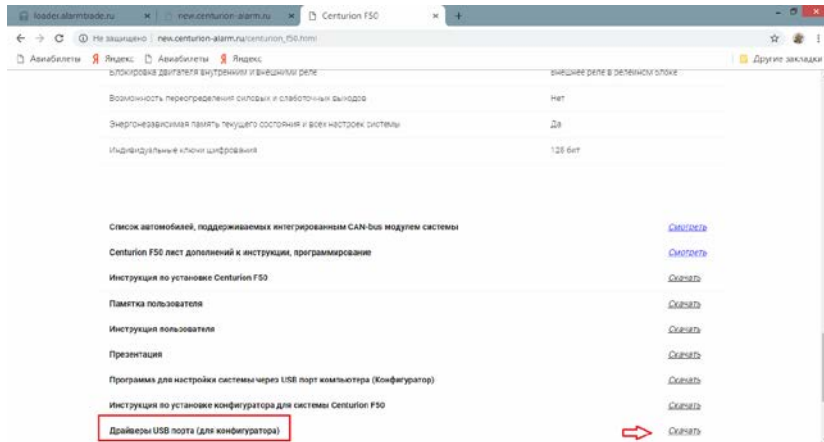 loader.alarmtrade.ru
new.centurion-alarm.ru
Centurion F50
Не защищено | new.centurion-alarm.ru/centurion_f50.html
Авиабилеты Яндекс Авиабилеты Яндекс Другие закладки
Блокировка двигателя внутренним и внешними реле внешнее реле в релейном блоке
Возможность переопределения силовых и слаботочных выходов Нет
Энергонезависимая память текущего состояния и всех настроек системы Да
Индивидуальные ключи шифрования 128 бит
Список автомобилей, поддерживаемых интегрированным CAN-bus модулем системы Смотреть
Centurion F50 лист дополнений к инструкции, программирование Смотреть
Инструкция по установке Centurion F50 Скачать
Памятка пользователя Скачать
Инструкция пользователя Скачать
Презентация Скачать
Программа для настройки системы через USB порт компьютера (Конфигуратор) Скачать
Инструкция по установке конфигуратора для системы Centurion F50 Скачать
Драйверы USB порта (для конфигуратора) Скачать